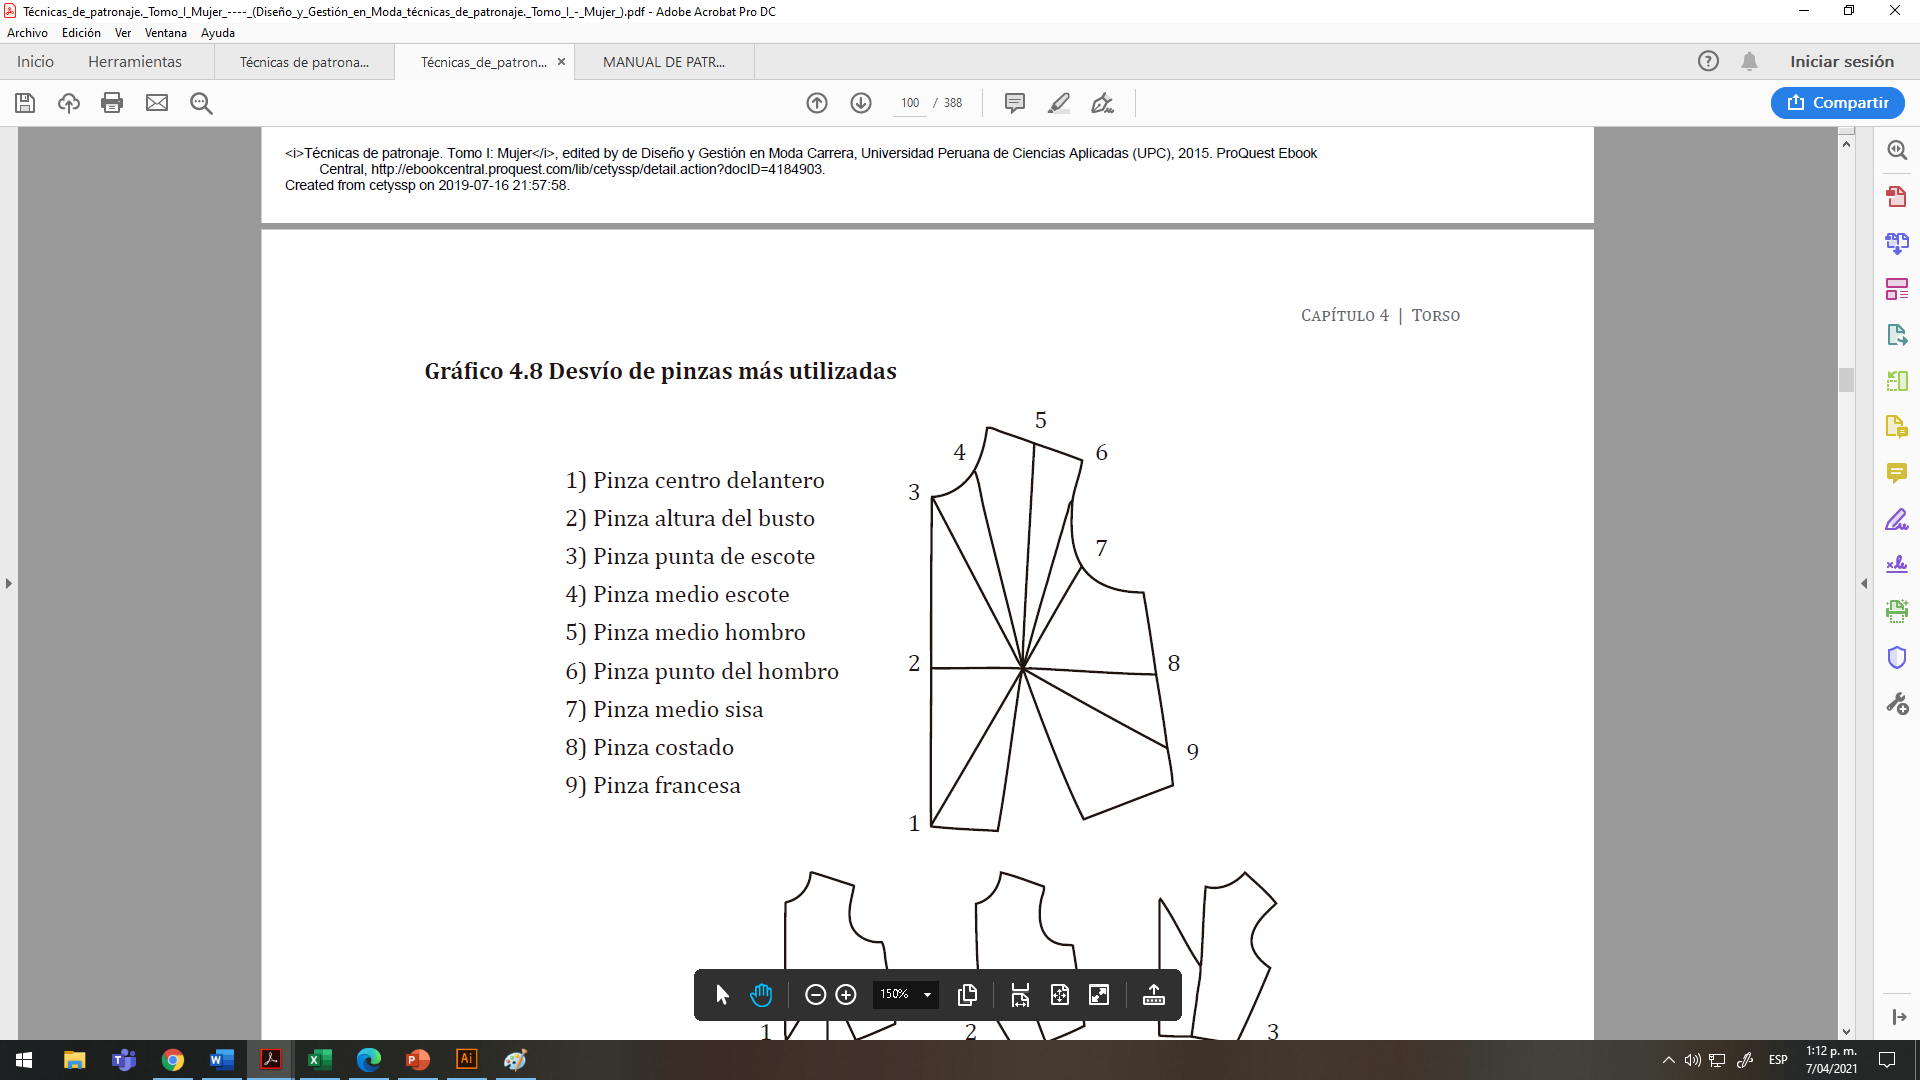 Técnicas_de_patronaje._Tomo_I_Mujer_----_(Diseño_y_Gestión_en_Moda_técnicas_de_patronaje._Tomo_I_-_Mujer_).pdf - Adobe Acrobat Pro DC
Archivo Edición Ver Ventana Ayuda
Inicio Herramientas Técnicas de patrona... Técnicas_de_patron... × MANUAL DE PATR... Iniciar sesión
100 / 388 Compartir
<i>Técnicas de patronaje. Tomo I: Mujer</i>, edited by de Diseño y Gestión en Moda Carrera, Universidad Peruana de Ciencias Aplicadas (UPC), 2015. ProQuest Ebook
Central, http://ebookcentral.proquest.com/lib/cetyssp/detail.action?docID=4184903.
Created from cetyssp on 2019-07-16 21:57:58.
CAPÍTULO 4 | TORSO
Gráfico 4.8 Desvío de pinzas más utilizadas
1) Pinza centro delantero
2) Pinza altura del busto
3) Pinza punta de escote
4) Pinza medio escote
5) Pinza medio hombro
6) Pinza punto del hombro
7) Pinza medio sisa
8) Pinza costado
9) Pinza francesa
5
4
6
3
7
2
8
9
1
150%
1
2
3
ESP
1:12 p. m.
7/04/2021